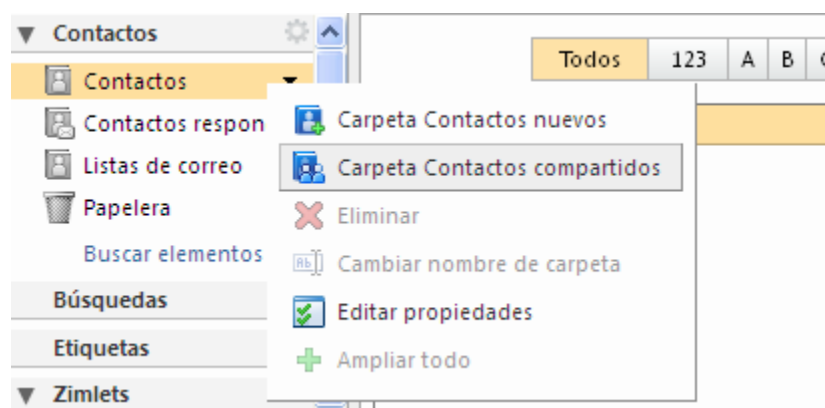 Contactos
Todos 123 A B
Contactos
Contactos respon
Listas de correo
Papelera
Buscar elementos
Búsquedas
Etiquetas
Zimlets
Carpeta Contactos nuevos
Carpeta Contactos compartidos
Eliminar
Cambiar nombre de carpeta
Editar propiedades
Ampliar todo